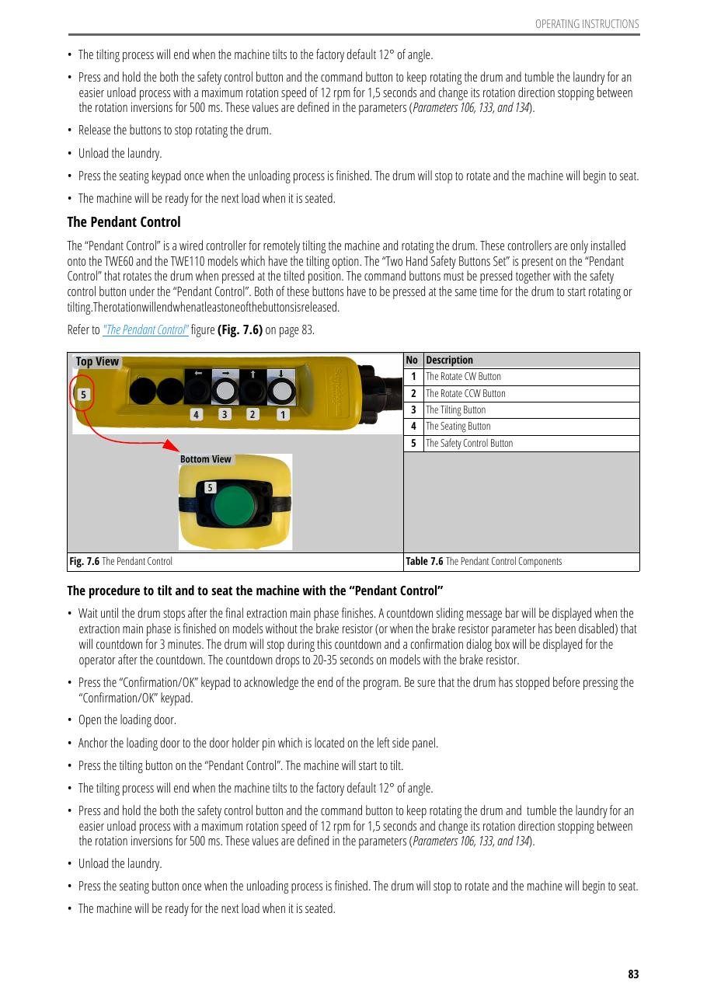 OPERATING INSTRUCTIONS
• The tilting process will end when the machine tilts to the factory default 12° of angle.
• Press and hold the both the safety control button and the command button to keep rotating the drum and tumble the laundry for an
easier unload process with a maximum rotation speed of 12 rpm for 1,5 seconds and change its rotation direction stopping between
the rotation inversions for 500 ms. These values are defined in the parameters (Parameters 106, 133, and 134).
• Release the buttons to stop rotating the drum.
• Unload the laundry.
• Press the seating keypad once when the unloading process is finished. The drum will stop to rotate and the machine will begin to seat.
• The machine will be ready for the next load when it is seated.
The Pendant Control
The “Pendant Control” is a wired controller for remotely tilting the machine and rotating the drum. These controllers are only installed
onto the TWE60 and the TWE110 models which have the tilting option. The “Two Hand Safety Buttons Set” is present on the “Pendant
Control” that rotates the drum when pressed at the tilted position. The command buttons must be pressed together with the safety
control button under the “Pendant Control”. Both of these buttons have to be pressed at the same time for the drum to start rotating or
tilting.Therotationwillendwhenatleastoneofthebuttonsisreleased.
Refer to "The Pendant Control" figure (Fig. 7.6) on page 83.
Top View
5
4 3 2 1
Bottom View
5
No Description
1 The Rotate CW Button
2 The Rotate CCW Button
3 The Tilting Button
4 The Seating Button
5 The Safety Control Button
Fig. 7.6 The Pendant Control
Table 7.6 The Pendant Control Components
The procedure to tilt and to seat the machine with the “Pendant Control”
• Wait until the drum stops after the final extraction main phase finishes. A countdown sliding message bar will be displayed when the
extraction main phase is finished on models without the brake resistor (or when the brake resistor parameter has been disabled) that
will countdown for 3 minutes. The drum will stop during this countdown and a confirmation dialog box will be displayed for the
operator after the countdown. The countdown drops to 20-35 seconds on models with the brake resistor.
• Press the “Confirmation/OK” keypad to acknowledge the end of the program. Be sure that the drum has stopped before pressing the
“Confirmation/OK” keypad.
• Open the loading door.
• Anchor the loading door to the door holder pin which is located on the left side panel.
• Press the tilting button on the “Pendant Control”. The machine will start to tilt.
• The tilting process will end when the machine tilts to the factory default 12° of angle.
• Press and hold the both the safety control button and the command button to keep rotating the drum and tumble the laundry for an
easier unload process with a maximum rotation speed of 12 rpm for 1,5 seconds and change its rotation direction stopping between
the rotation inversions for 500 ms. These values are defined in the parameters (Parameters 106, 133, and 134).
• Unload the laundry.
• Press the seating button once when the unloading process is finished. The drum will stop to rotate and the machine will begin to seat.
• The machine will be ready for the next load when it is seated.
83